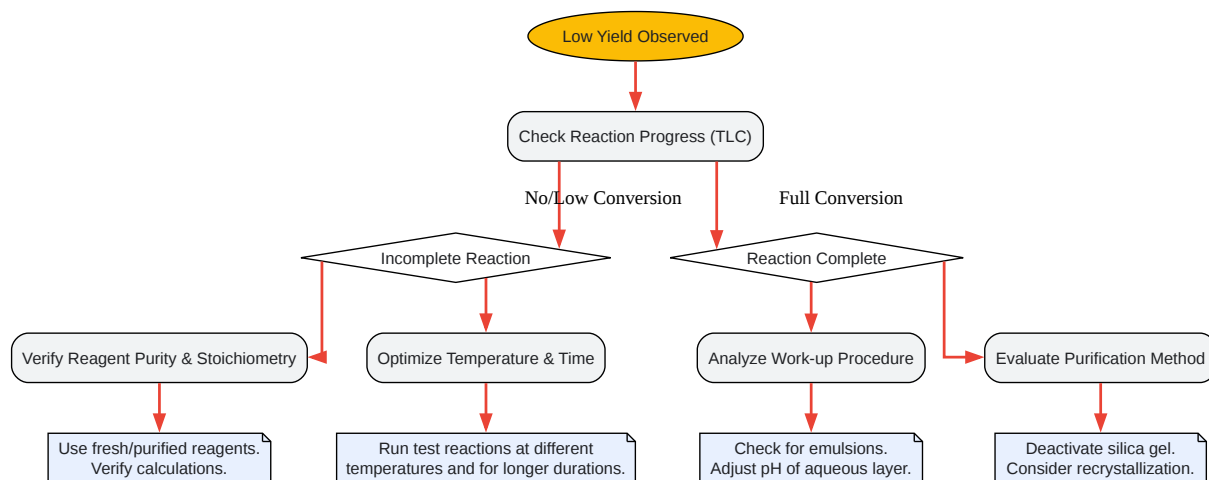 Low Yield Observed
Check Reaction Progress (TLC)
No/Low Conversion
Full Conversion
Incomplete Reaction
Reaction Complete
Verify Reagent Purity & Stoichiometry
Optimize Temperature & Time
Analyze Work-up Procedure
Evaluate Purification Method
Use fresh/purified reagents.
Verify calculations.
Run test reactions at different
temperatures and for longer durations.
Check for emulsions.
Adjust pH of aqueous layer.
Deactivate silica gel.
Consider recrystallization.